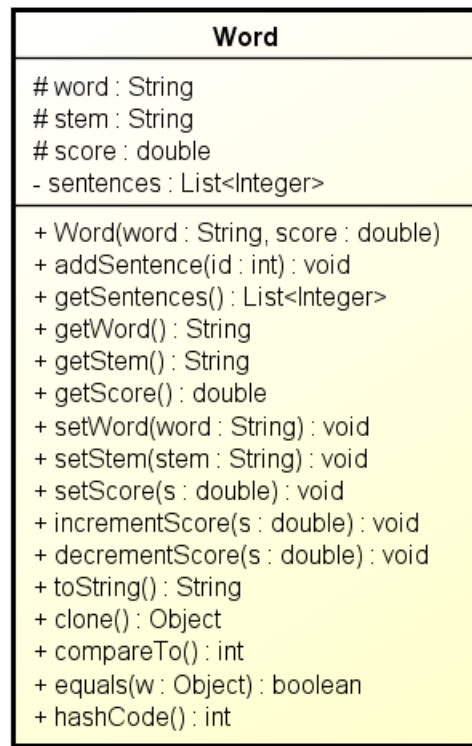 Word
# word : String
# stem : String
# score : double
- sentences : List<Integer>
+ Word(word : String, score : double)
+ addSentence(id : int) : void
+ getSentences() : List<Integer>
+ getWord() : String
+ getStem() : String
+ getScore() : double
+ setWord(word : String) : void
+ setStem(stem : String) : void
+ setScore(s : double) : void
+ incrementScore(s : double) : void
+ decrementScore(s : double) : void
+ toString() : String
+ clone() : Object
+ compareTo() : int
+ equals(w : Object) : boolean
+ hashCode() : int